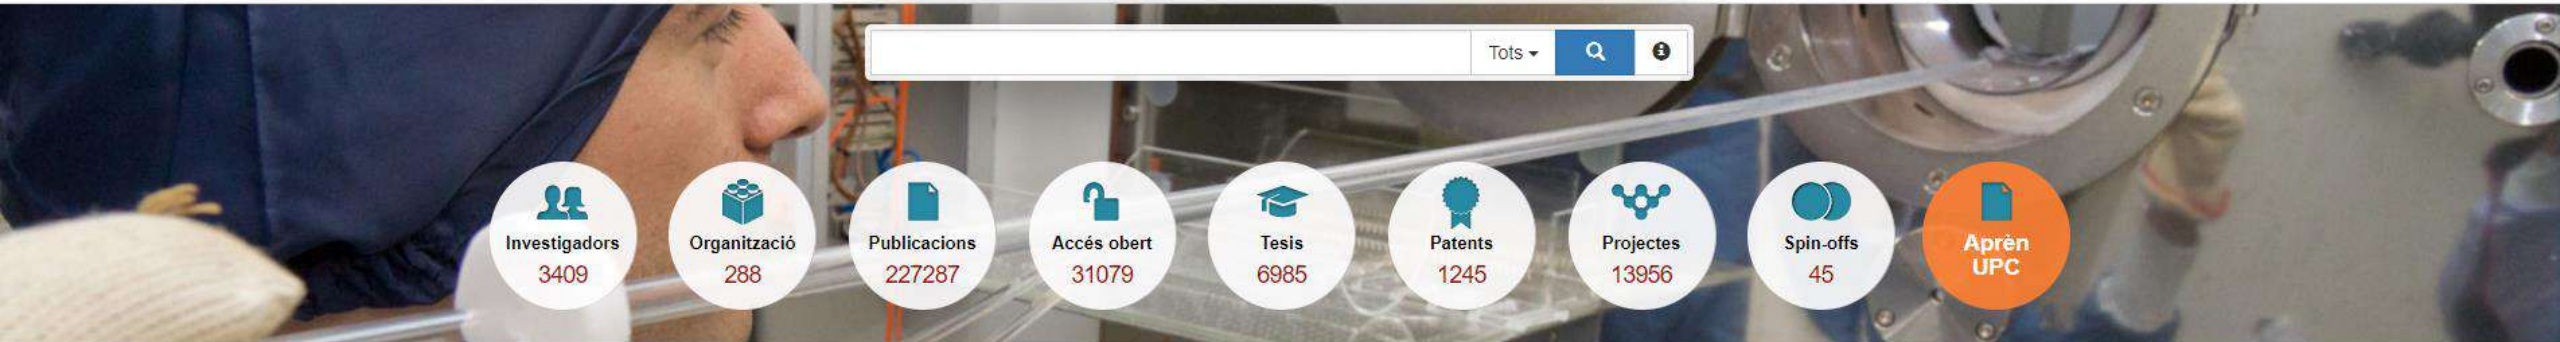 Tots
Investigadors
3409
Organització
288
Publicacions
227287
Accés obert
31079
Tesis
6985
Patents
1245
Projectes
13956
Spin-offs
45
Aprèn
UPC